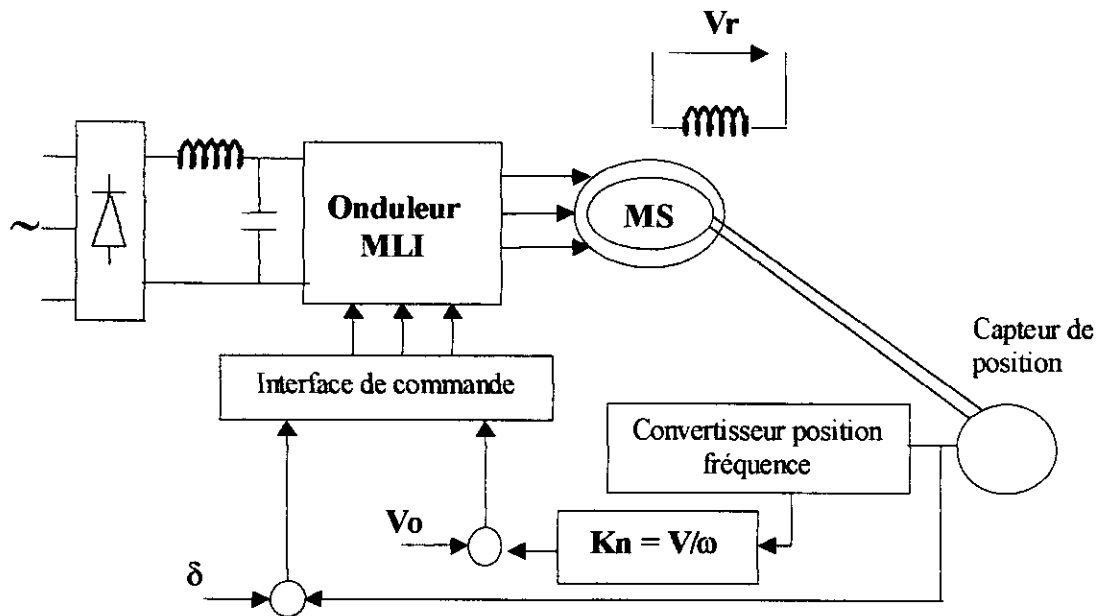 Vr
Onduleur
MLI
MS
~
Capteur de
position
Interface de commande
Convertisseur position
fréquence
Vo
Kn = V/ω
δ